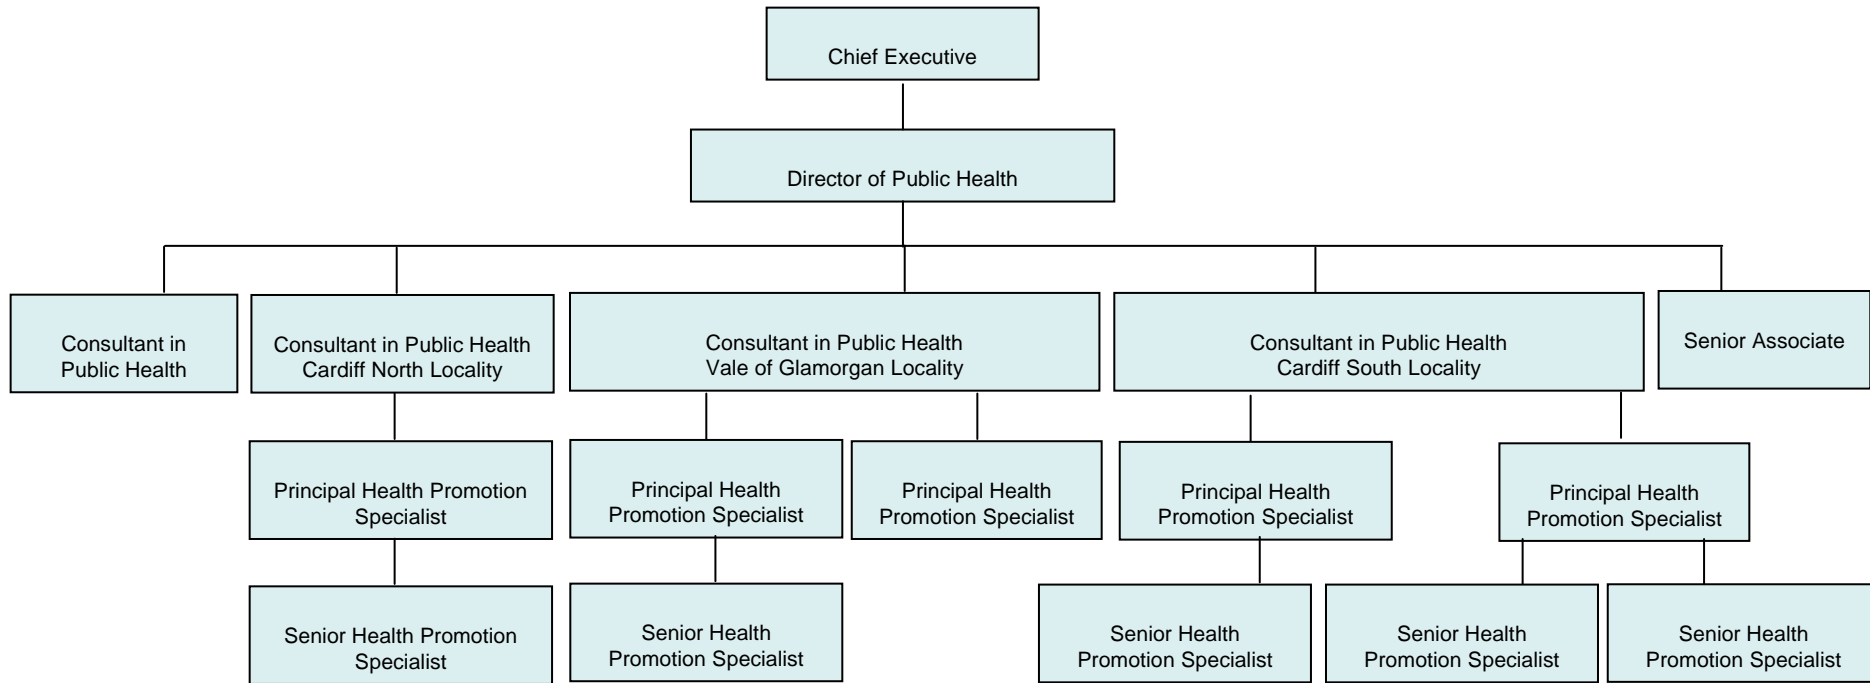 Chief Executive
Director of Public Health
Consultant in
Public Health
Consultant in Public Health
Cardiff North Locality
Consultant in Public Health
Vale of Glamorgan Locality
Consultant in Public Health
Cardiff South Locality
Senior Associate
Principal Health Promotion
Specialist
Principal Health
Promotion Specialist
Principal Health
Promotion Specialist
Principal Health
Promotion Specialist
Principal Health
Promotion Specialist
Senior Health Promotion
Specialist
Senior Health
Promotion Specialist
Senior Health
Promotion Specialist
Senior Health
Promotion Specialist
Senior Health
Promotion Specialist